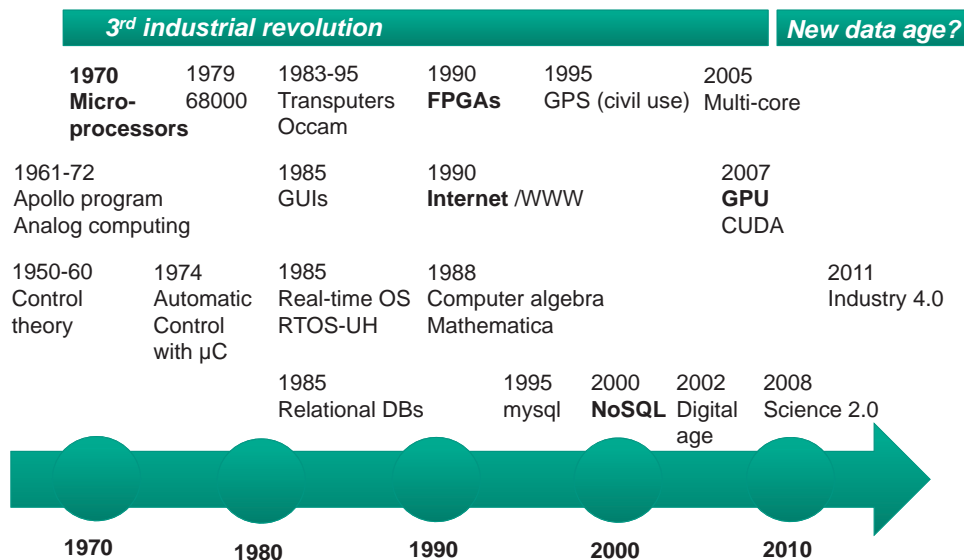 3rd industrial revolution
New data age?
1970
Micro-
processors
1979
68000
1983-95
Transputers
Occam
1990
FPGAs
1995
GPS (civil use)
2005
Multi-core
1961-72
Apollo program
Analog computing
1985
GUIs
1990
Internet /WWW
2007
GPU
CUDA
1950-60
Control
theory
1974
Automatic
Control
with µC
1985
Real-time OS
RTOS-UH
1988
Computer algebra
Mathematica
2011
Industry 4.0
1985
Relational DBs
1995
mysql
2000
NoSQL
2002
Digital
age
2008
Science 2.0
1970
1980
1990
2000
2010